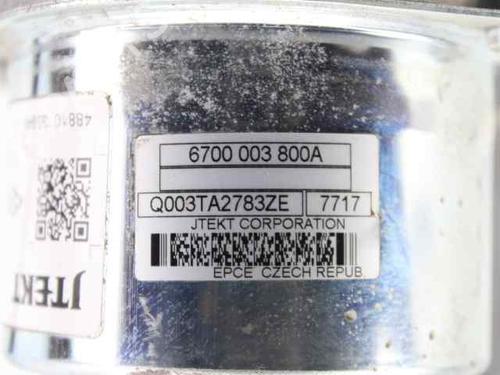 6700 003 800A
Q003TA2783ZE 7717
JTEKT CORPORATION
EPCE CZECH REPUB.
JTEKT